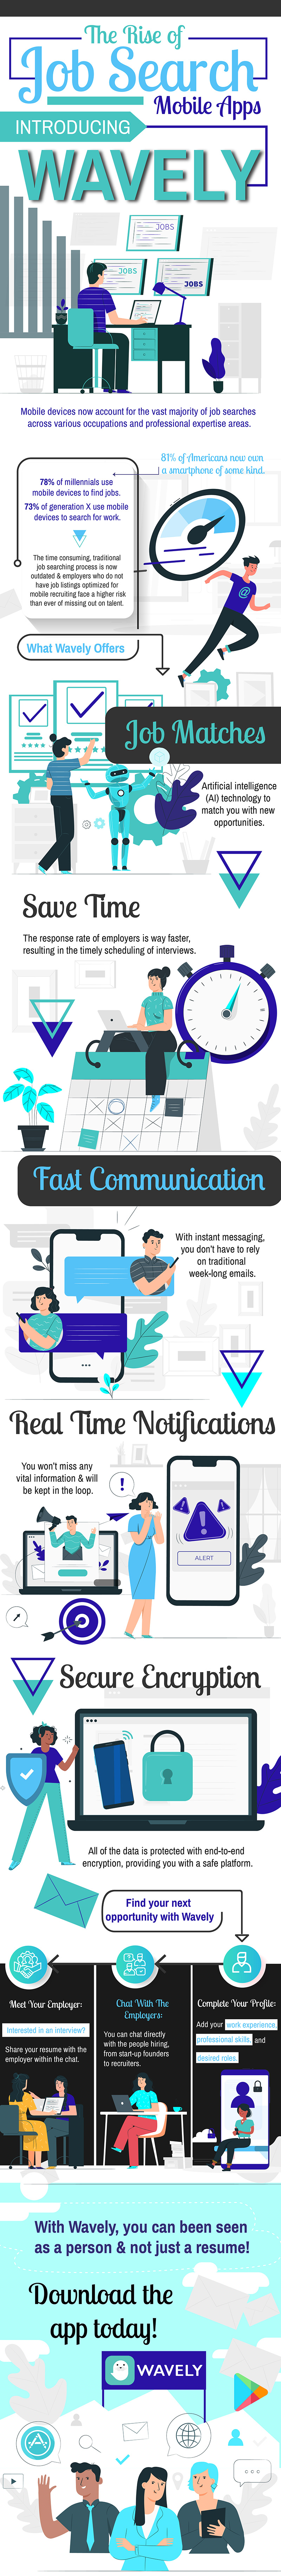 The Rise of
Job Search
Mobile Apps
INTRODUCING
WAVELY
JOBS
JOBS
JOBS
Mobile devices now account for the vast majority of job searches
across various occupations and professional expertise areas.
81% of Americans now own
a smartphone of some kind.
78% of millennials use
mobile devices to find jobs.
73% of generation X use mobile
devices to search for work.
The time consuming, traditional
job searching process is now
outdated & employers who do not
have job listings optimized for
mobile recruiting face a higher risk
than ever of missing out on talent.
@
What Wavely Offers
Job Matches
Artificial intelligence
(AI) technology to
match you with new
opportunities.
Save Time
The response rate of employers is way faster,
resulting in the timely scheduling of interviews.
Fast Communication
With instant messaging,
you don't have to rely
on traditional
week-long emails.
Real Time Notifications
You won't miss any
vital information & will
be kept in the loop.
!
!
ALERT
Secure Encryption
All of the data is protected with end-to-end
encryption, providing you with a safe platform.
Find your next
opportunity with Wavely
Meet Your Employer:
Interested in an interview?
Share your resume with the
employer within the chat.
Chat With The
Employers:
You can chat directly
with the people hiring,
from start-up founders
to recruiters.
Complete Your Profile:
Add your work experience,
professional skills, and
desired roles.
With Wavely, you can been seen
as a person & not just a resume!
Download the
app today!
WAVELY